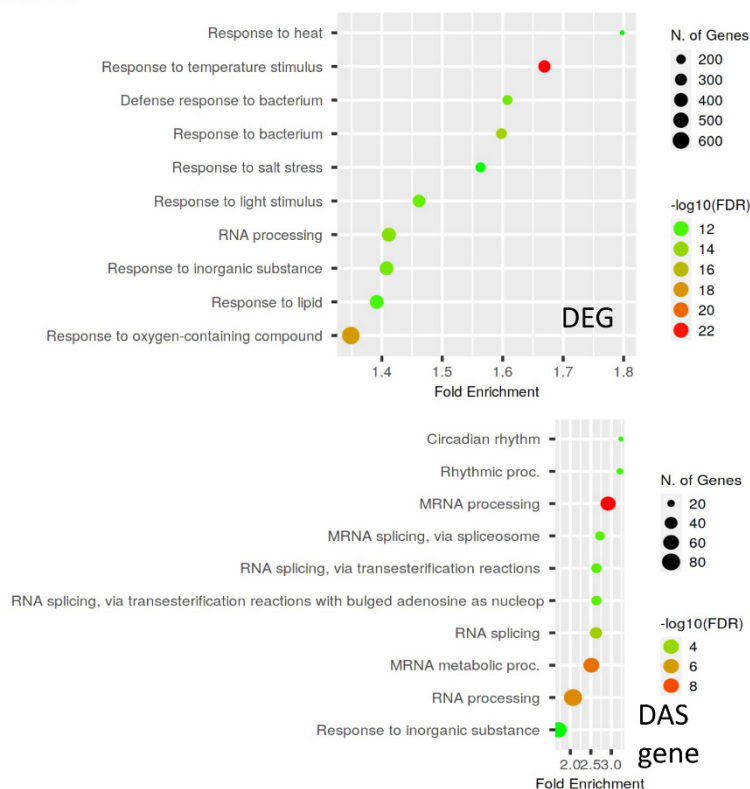 Response to heat
Response to temperature stimulus
Defense response to bacterium
Response to bacterium
Response to salt stress
Response to light stimulus
RNA processing
Response to inorganic substance
Response to lipid
Response to oxygen-containing compound
DEG
1.4 1.5 1.6 1.7 1.8
Fold Enrichment
N. of Genes
200
300
400
500
600
-log10(FDR)
12
14
16
18
20
22
Circadian rhythm
Rhythmic proc.
MRNA processing
MRNA splicing, via spliceosome
RNA splicing, via transesterification reactions
RNA splicing, via transesterification reactions with bulged adenosine as nucleop
RNA splicing
MRNA metabolic proc.
RNA processing
Response to inorganic substance
2.0 2.5 3.0
Fold Enrichment
N. of Genes
20
40
60
80
-log10(FDR)
4
6
8
DAS
gene